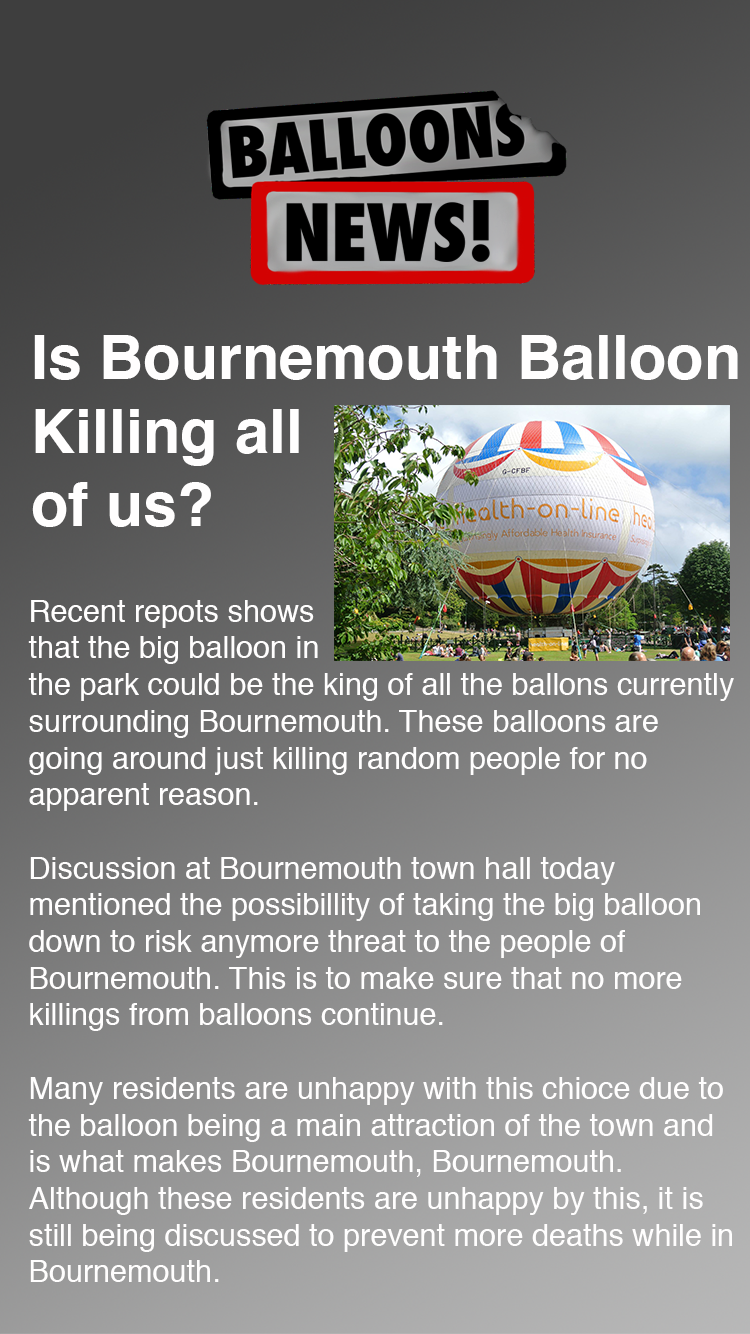 BALLOONS
NEWS!
Is Bournemouth Balloon
Killing all
of us?
G-CFBF
health-on-line
Affordable Health Insurance
Recent repots shows
that the big balloon in
the park could be the king of all the ballons currently
surrounding Bournemouth. These balloons are
going around just killing random people for no
apparent reason.
Discussion at Bournemouth town hall today
mentioned the possibillity of taking the big balloon
down to risk anymore threat to the people of
Bournemouth. This is to make sure that no more
killings from balloons continue.
Many residents are unhappy with this chioce due to
the balloon being a main attraction of the town and
is what makes Bournemouth, Bournemouth.
Although these residents are unhappy by this, it is
still being discussed to prevent more deaths while in
Bournemouth.